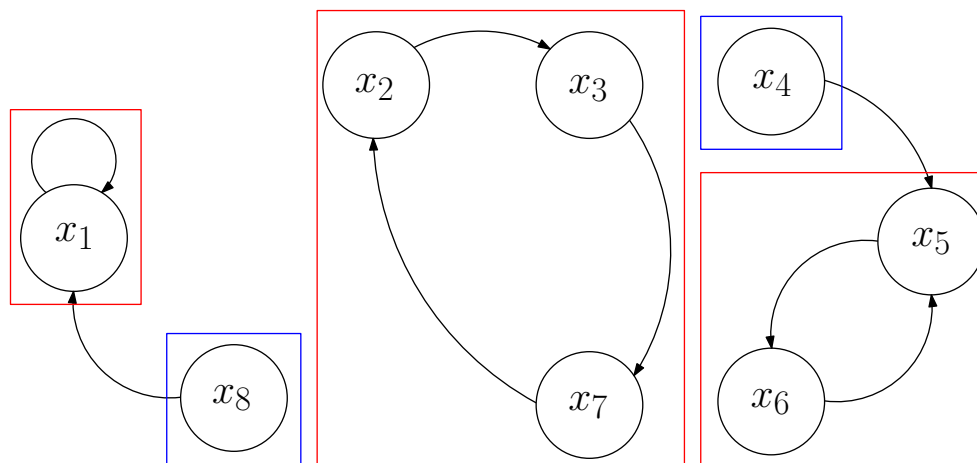 x₂ x₃ x₄
x₁ x₅
x₈ x₇ x₆